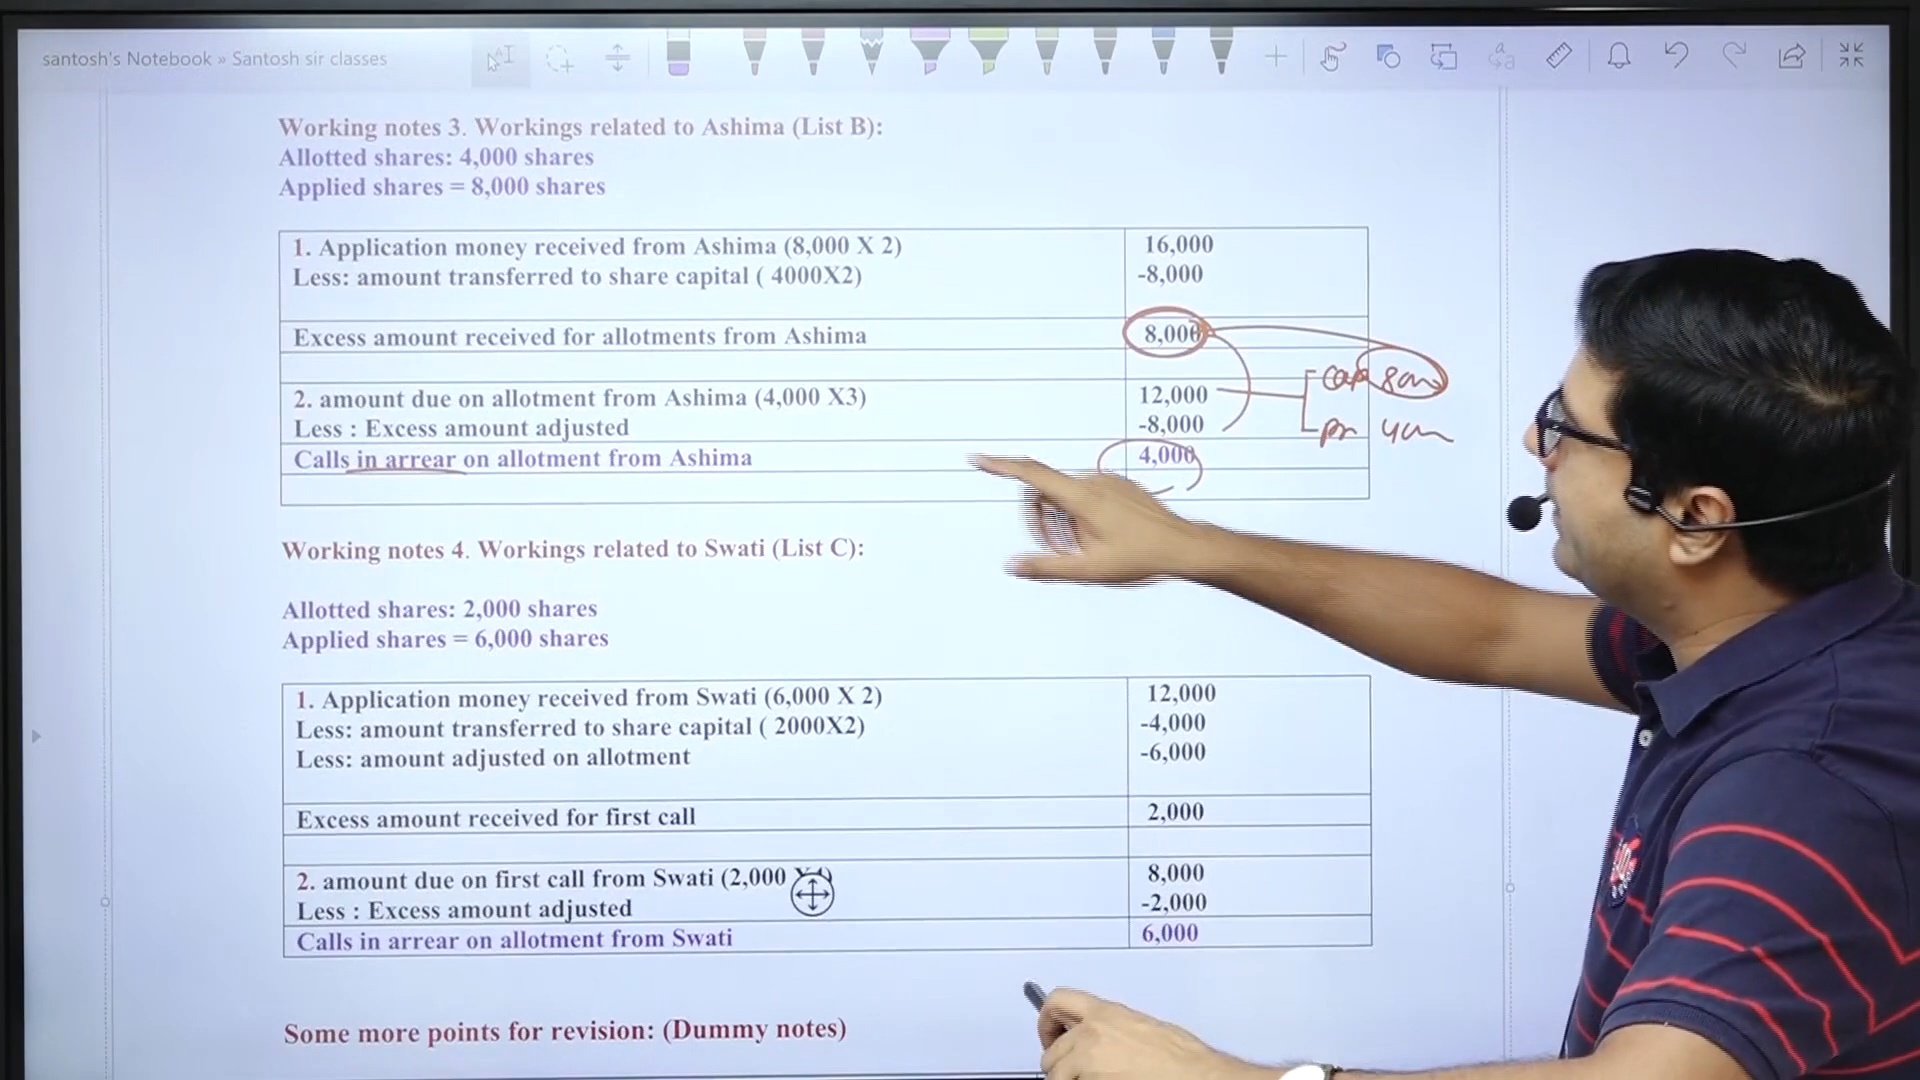 santosh's Notebook » Santosh sir classes
Working notes 3. Workings related to Ashima (List B):
Allotted shares: 4,000 shares
Applied shares = 8,000 shares
1. Application money received from Ashima (8,000 X 2) 16,000
Less: amount transferred to share capital ( 4000X2) -8,000
Excess amount received for allotments from Ashima 8,000
2. amount due on allotment from Ashima (4,000 X3) 12,000
Less : Excess amount adjusted -8,000
Calls in arrear on allotment from Ashima 4,000
Cap
Working notes 4. Workings related to Swati (List C):
Allotted shares: 2,000 shares
Applied shares = 6,000 shares
1. Application money received from Swati (6,000 X 2) 12,000
Less: amount transferred to share capital ( 2000X2) -4,000
Less: amount adjusted on allotment -6,000
Excess amount received for first call 2,000
2. amount due on first call from Swati (2,000 8,000
Less : Excess amount adjusted -2,000
Calls in arrear on allotment from Swati 6,000
Some more points for revision: (Dummy notes)